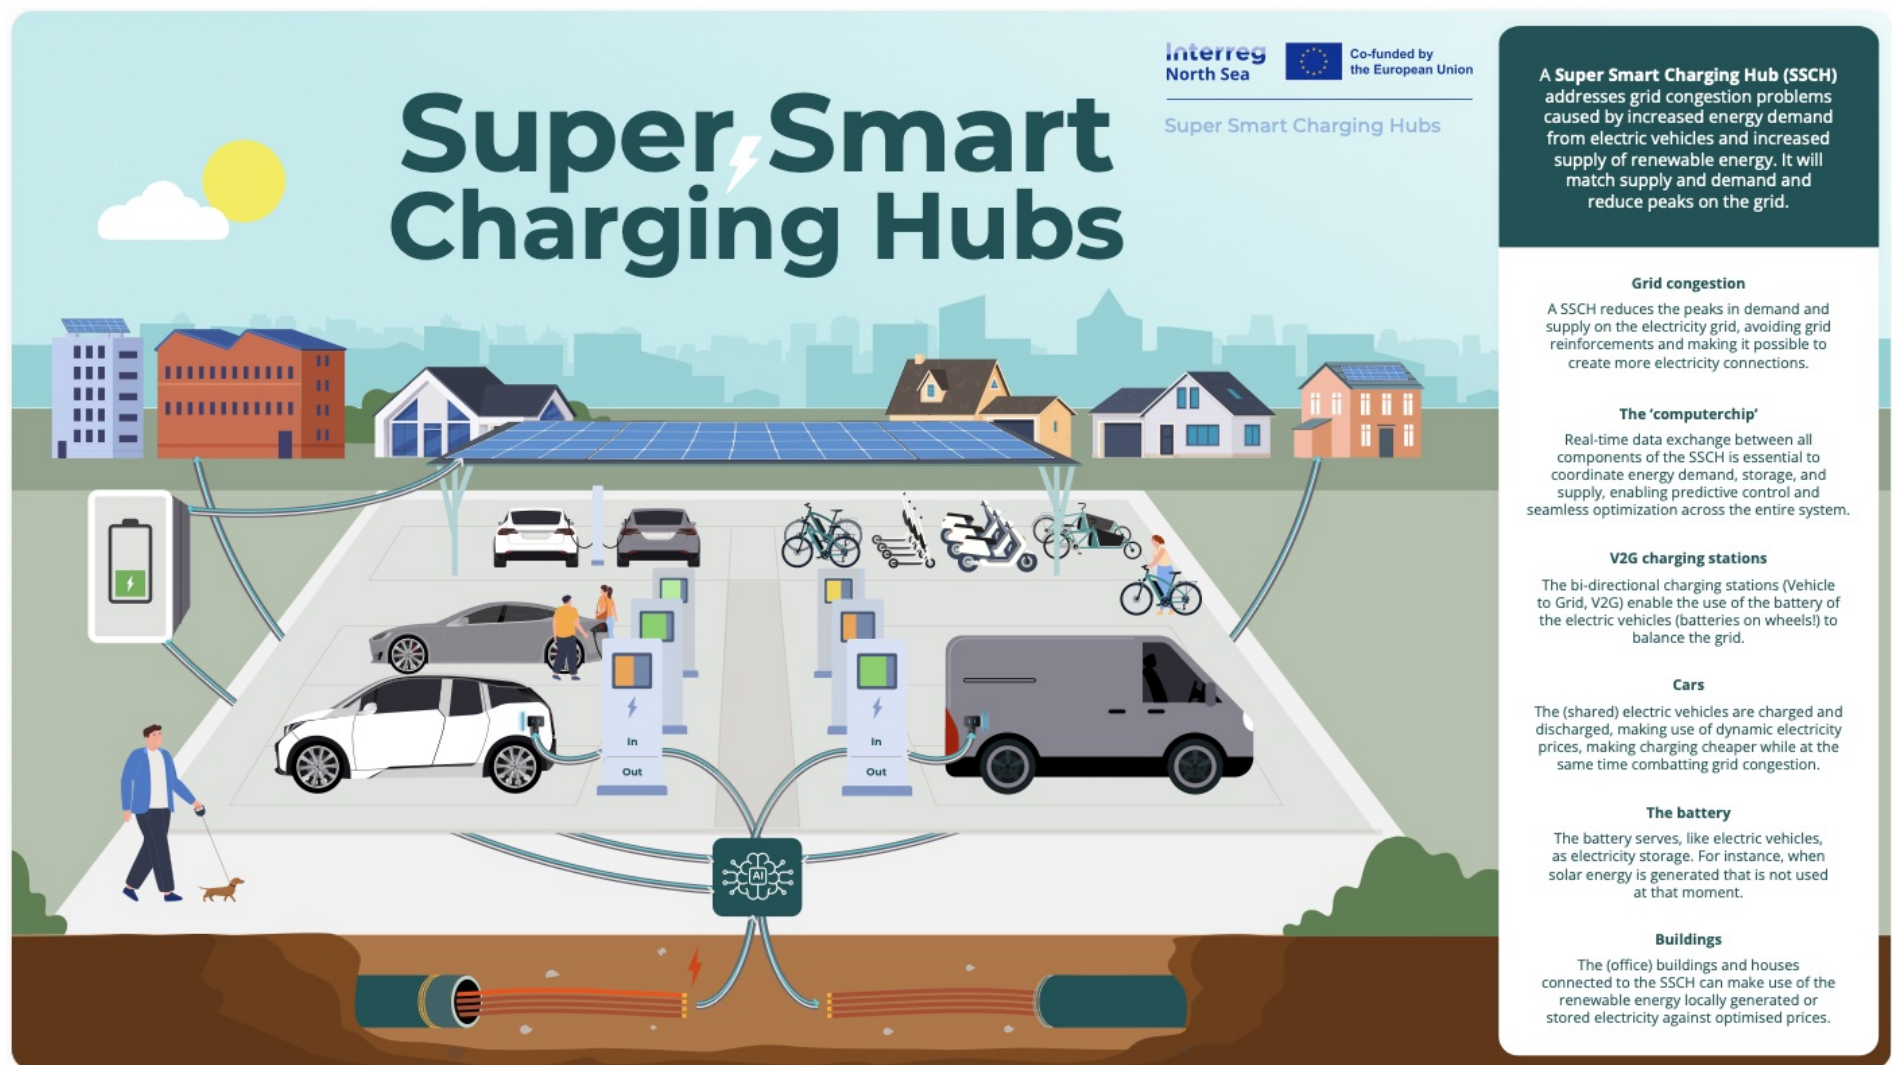 Interreg
North Sea
Co-funded by
the European Union
Super Smart Charging Hubs
Super Smart
Charging Hubs
In
Out
In
Out
AI
A Super Smart Charging Hub (SSCH)
addresses grid congestion problems
caused by increased energy demand
from electric vehicles and increased
supply of renewable energy. It will
match supply and demand and
reduce peaks on the grid.
Grid congestion
A SSCH reduces the peaks in demand and
supply on the electricity grid, avoiding grid
reinforcements and making it possible to
create more electricity connections.
The ‘computerchip’
Real-time data exchange between all
components of the SSCH is essential to
coordinate energy demand, storage, and
supply, enabling predictive control and
seamless optimization across the entire system.
V2G charging stations
The bi-directional charging stations (Vehicle
to Grid, V2G) enable the use of the battery of
the electric vehicles (batteries on wheels!) to
balance the grid.
Cars
The (shared) electric vehicles are charged and
discharged, making use of dynamic electricity
prices, making charging cheaper while at the
same time combatting grid congestion.
The battery
The battery serves, like electric vehicles,
as electricity storage. For instance, when
solar energy is generated that is not used
at that moment.
Buildings
The (office) buildings and houses
connected to the SSCH can make use of the
renewable energy locally generated or
stored electricity against optimised prices.